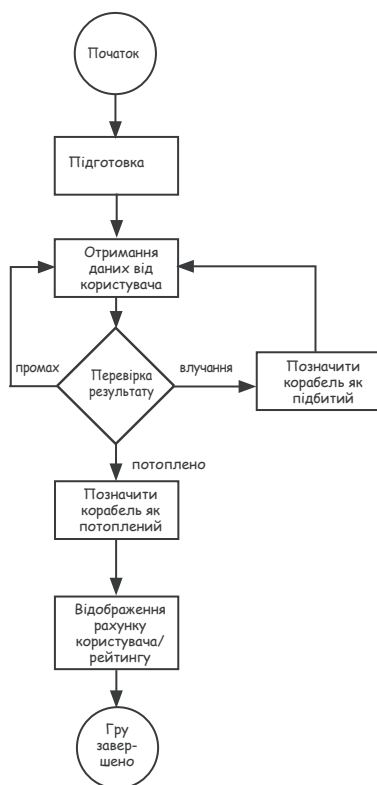 Початок
Підготовка
Отримання
даних від
користувача
промах
Перевірка
результату
влучання
Позначити
корабель як
підбитий
потоплено
Позначити
корабель як
потоплений
Відображення
рахунку
користувача/
рейтингу
Гру
завер-
шено